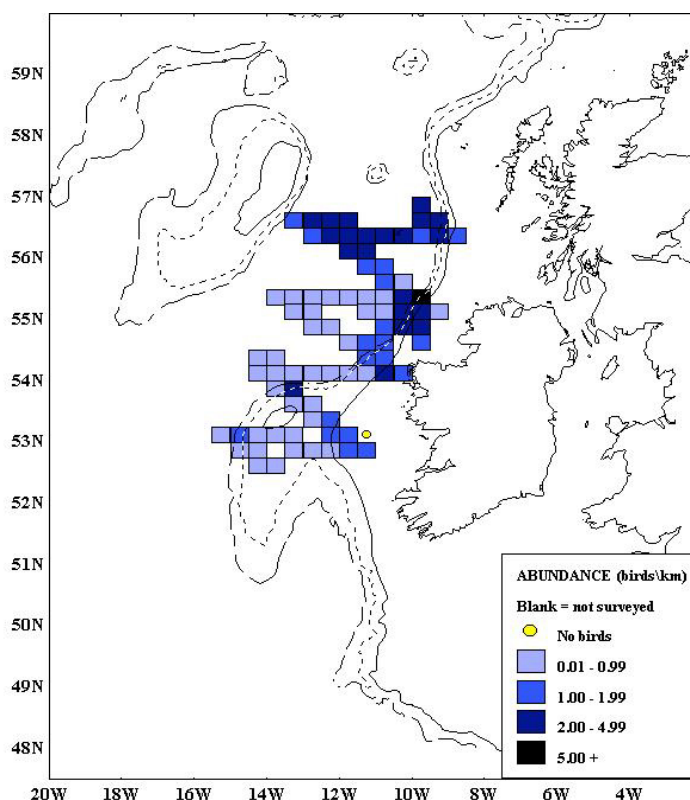 59N
58N
57N
56N
55N
54N
53N
52N
51N
50N
49N
48N
ABUNDANCE (birds\km)
Blank = not surveyed
No birds
0.01 - 0.99
1.00 - 1.99
2.00 - 4.99
5.00 +
20W 18W 16W 14W 12W 10W 8W 6W 4W